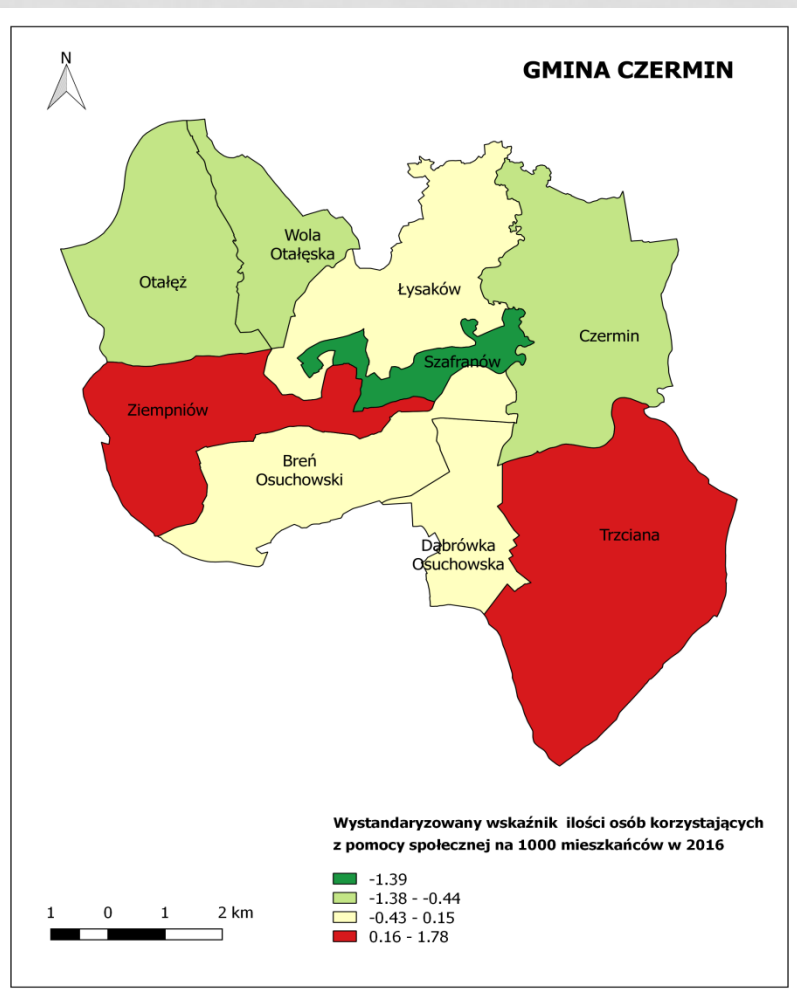 N
GMINA CZERMIN
Wola
Otałęska
Otałęż
Łysaków
Czermin
Szafranów
Ziempniów
Breń
Osuchowski
Trzciana
Dąbrówka
Osuchowska
Wystandaryzowany wskaźnik ilości osób korzystających
z pomocy społecznej na 1000 mieszkańców w 2016
-1.39
-1.38 - -0.44
-0.43 - 0.15
0.16 - 1.78
1 0 1 2 km